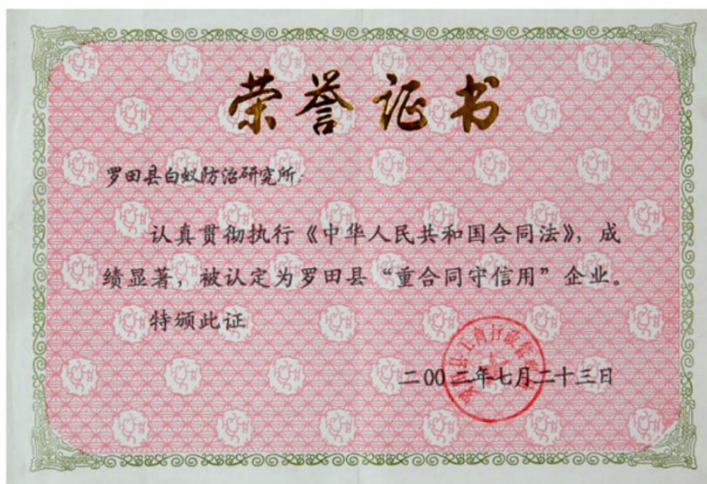 荣誉证书
罗田县白蚁防治研究所:
认真贯彻执行《中华人民共和国合同法》，成
绩显著，被认定为罗田县“重合同守信用”企业。
特颁此证
二00二年七月二十三日